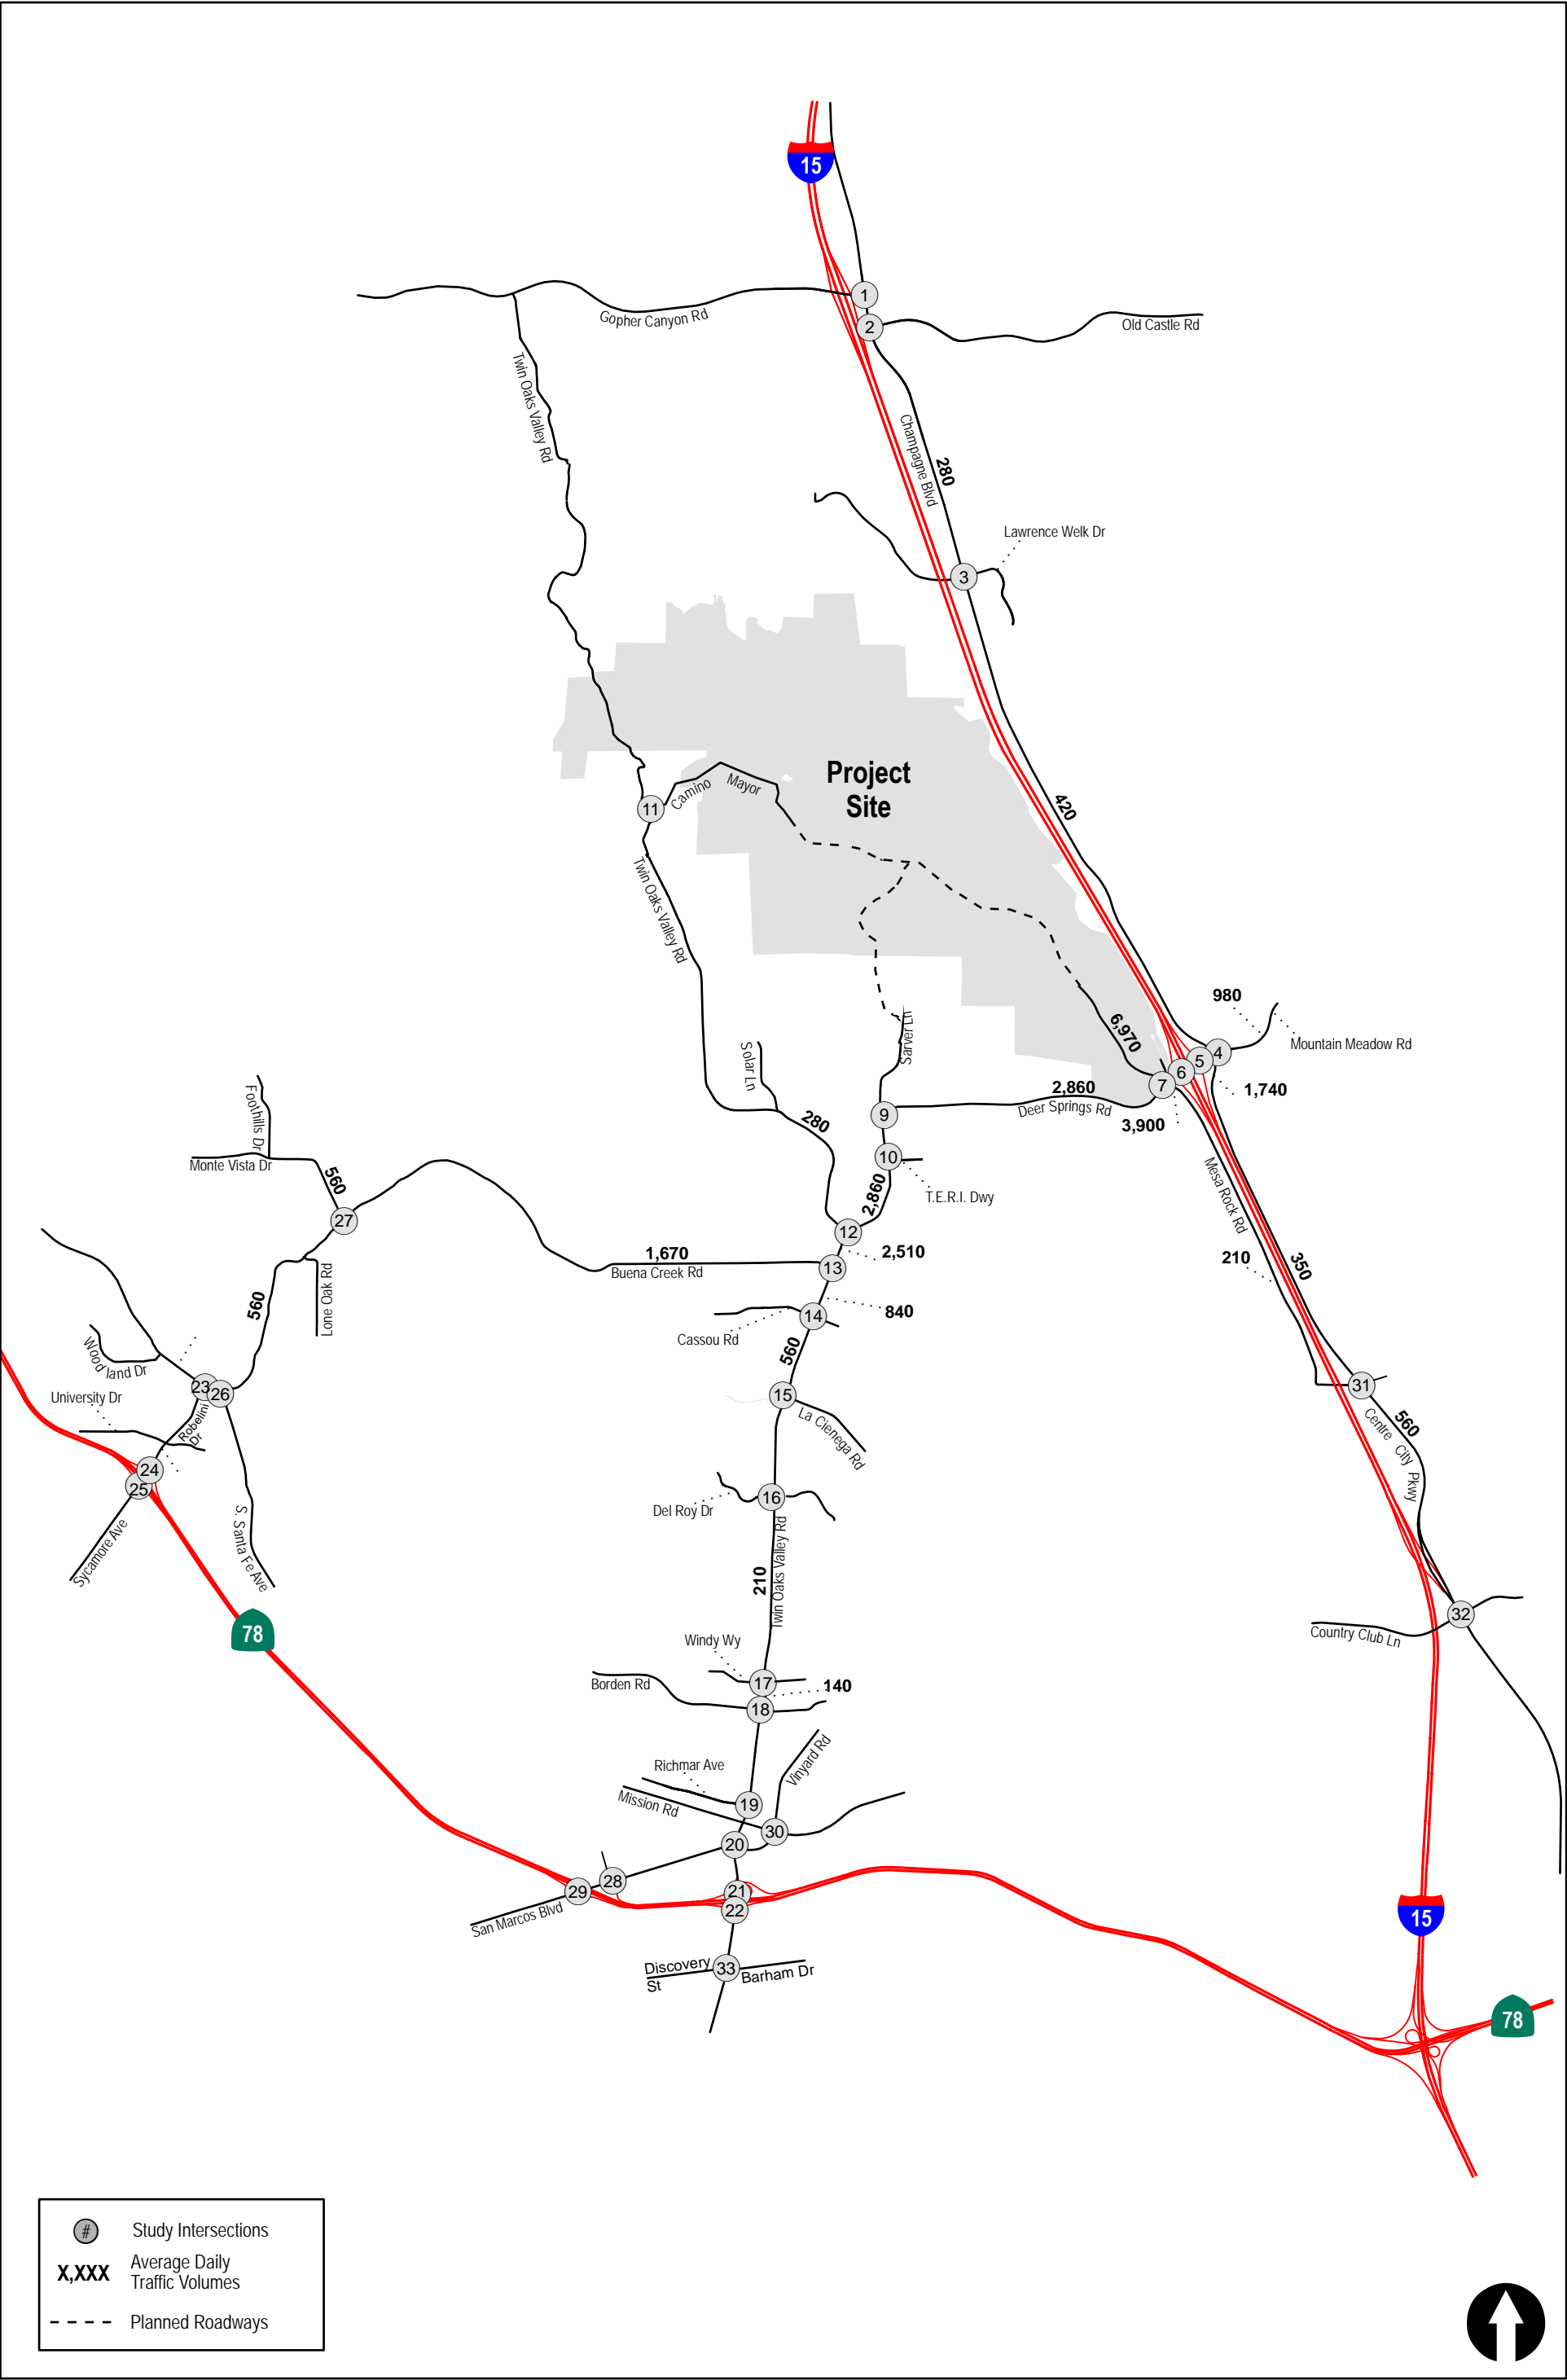 15
1
Gopher Canyon Rd
2
Old Castle Rd
Twin Oaks Valley Rd
Champagne Blvd
280
Lawrence Welk Dr
3
Project
Site
Camino
Mayor
11
420
Twin Oaks Valley Rd
980
Mountain Meadow Rd
6,970
Sarver Ln
Solar Ln
4
5
6
7
1,740
2,860
Deer Springs Rd
3,900
9
280
Foothills Dr
Monte Vista Dr
560
10
T.E.R.I. Dwy
Mesa Rock Rd
2,860
27
12
2,510
1,670
Buena Creek Rd
13
210
350
Lone Oak Rd
560
840
14
Cassou Rd
560
Woodland Dr
University Dr
23
26
Robelini
Dr
15
La Cienega Rd
31
560
Centre City Pkwy
24
25
Sycamore Ave
S. Santa Fe Ave
16
Del Roy Dr
210
Twin Oaks Valley Rd
78
32
Country Club Ln
Windy Wy
17
140
Borden Rd
18
Richmar Ave
Vinyard Rd
Mission Rd
19
30
20
28
29
21
22
San Marcos Blvd
15
Discovery
St
33
Barham Dr
78
# Study Intersections
X,XXX Average Daily
Traffic Volumes
Planned Roadways